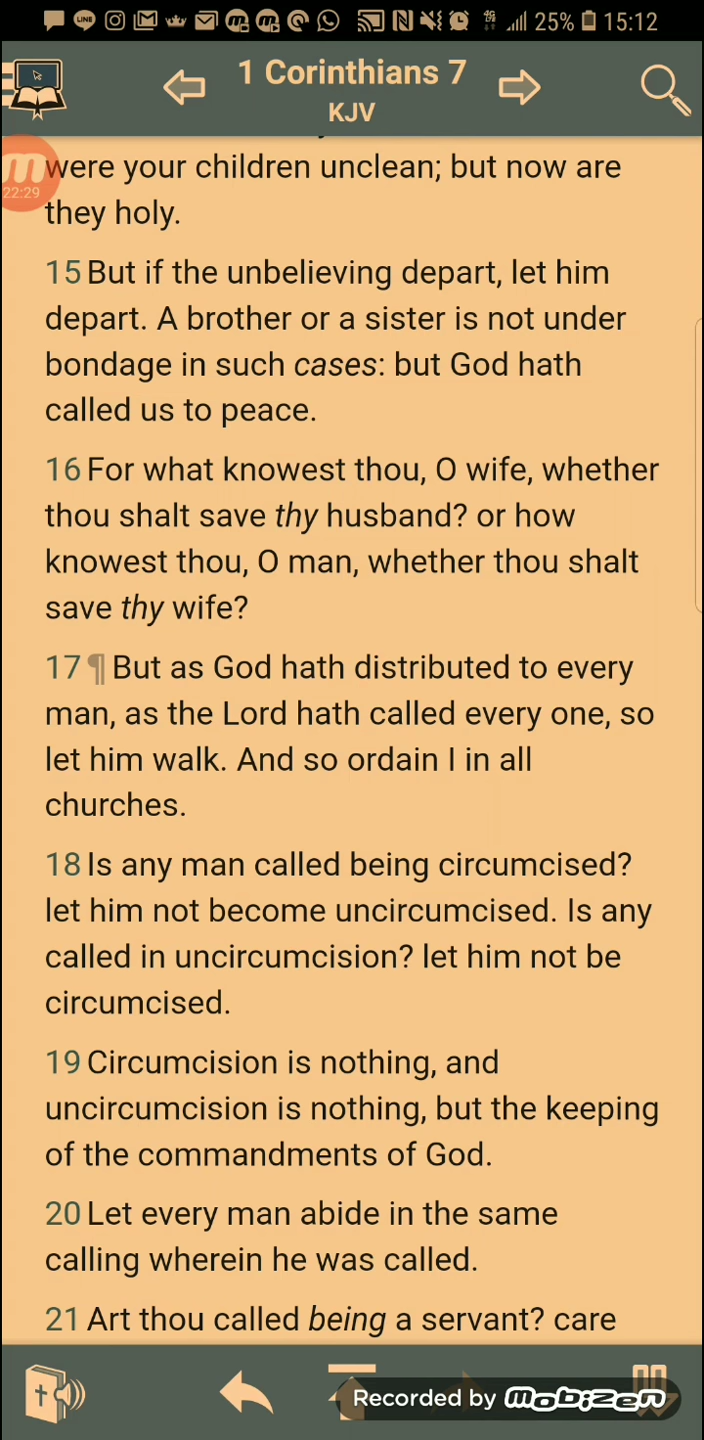 25% 15:12
1 Corinthians 7
KJV
22:29
were your children unclean; but now are
they holy.
15 But if the unbelieving depart, let him
depart. A brother or a sister is not under
bondage in such cases: but God hath
called us to peace.
16 For what knowest thou, O wife, whether
thou shalt save thy husband? or how
knowest thou, O man, whether thou shalt
save thy wife?
17 ¶ But as God hath distributed to every
man, as the Lord hath called every one, so
let him walk. And so ordain I in all
churches.
18 Is any man called being circumcised?
let him not become uncircumcised. Is any
called in uncircumcision? let him not be
circumcised.
19 Circumcision is nothing, and
uncircumcision is nothing, but the keeping
of the commandments of God.
20 Let every man abide in the same
calling wherein he was called.
21 Art thou called being a servant? care
Recorded by mobizen